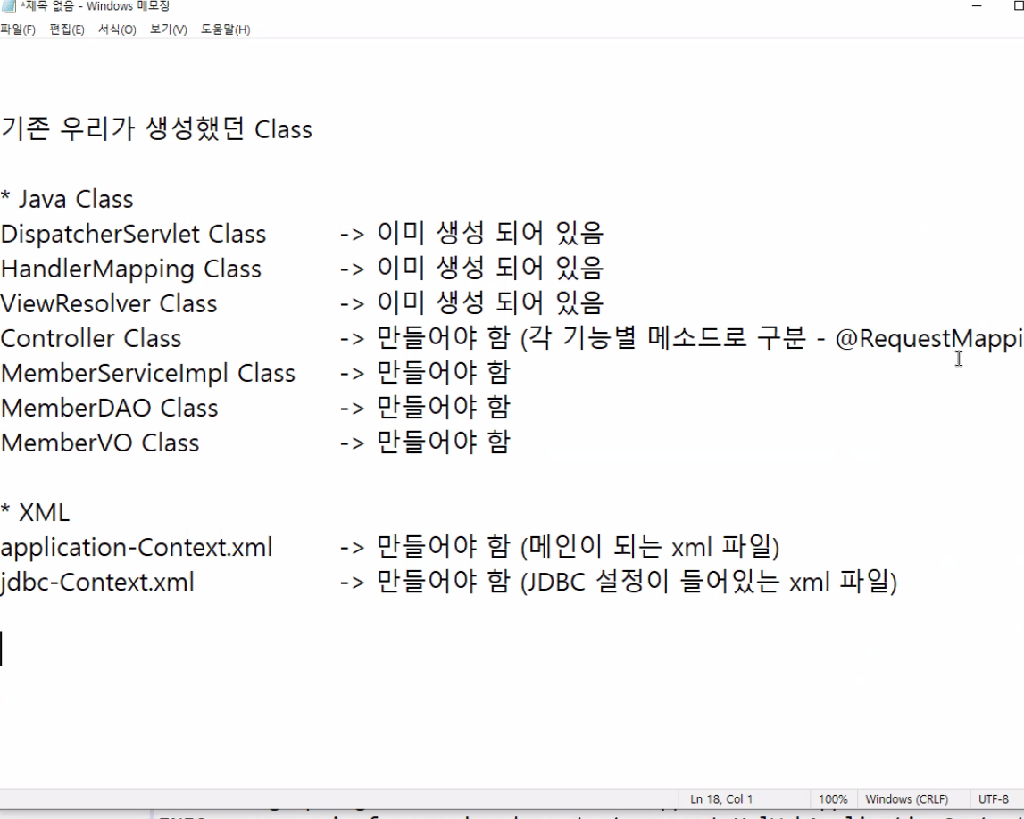 *제목 없음 - Windows 메모장
파일(F) 편집(E) 서식(O) 보기(V) 도움말(H)
기존 우리가 생성했던 Class
* Java Class
DispatcherServlet Class -> 이미 생성 되어 있음
HandlerMapping Class -> 이미 생성 되어 있음
ViewResolver Class -> 이미 생성 되어 있음
Controller Class -> 만들어야 함 (각 기능별 메소드로 구분 - @RequestMappi
MemberServiceImpl Class -> 만들어야 함
MemberDAO Class -> 만들어야 함
MemberVO Class -> 만들어야 함
* XML
application-Context.xml -> 만들어야 함 (메인이 되는 xml 파일)
jdbc-Context.xml -> 만들어야 함 (JDBC 설정이 들어있는 xml 파일)
Ln 18, Col 1 100% Windows (CRLF) UTF-8